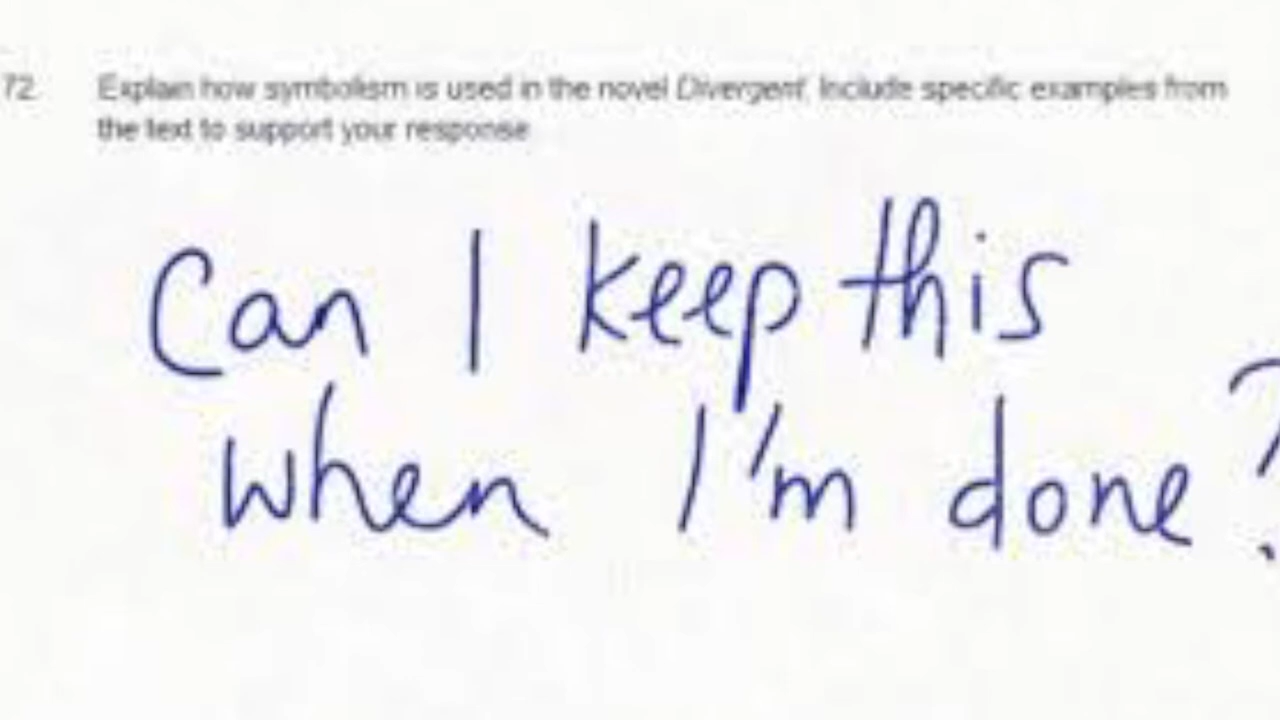 72. Explain how symbolism is used in the novel Divergent. Include specific examples from
the text to support your response.
Can I keep this
when I'm done?